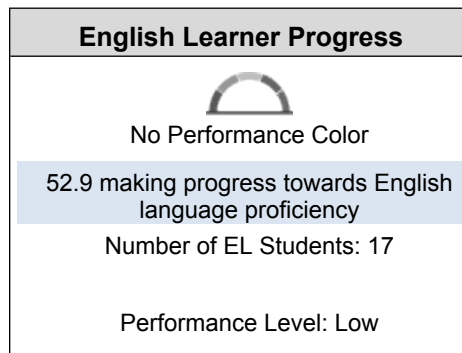 English Learner Progress
No Performance Color
52.9 making progress towards English
language proficiency
Number of EL Students: 17
Performance Level: Low